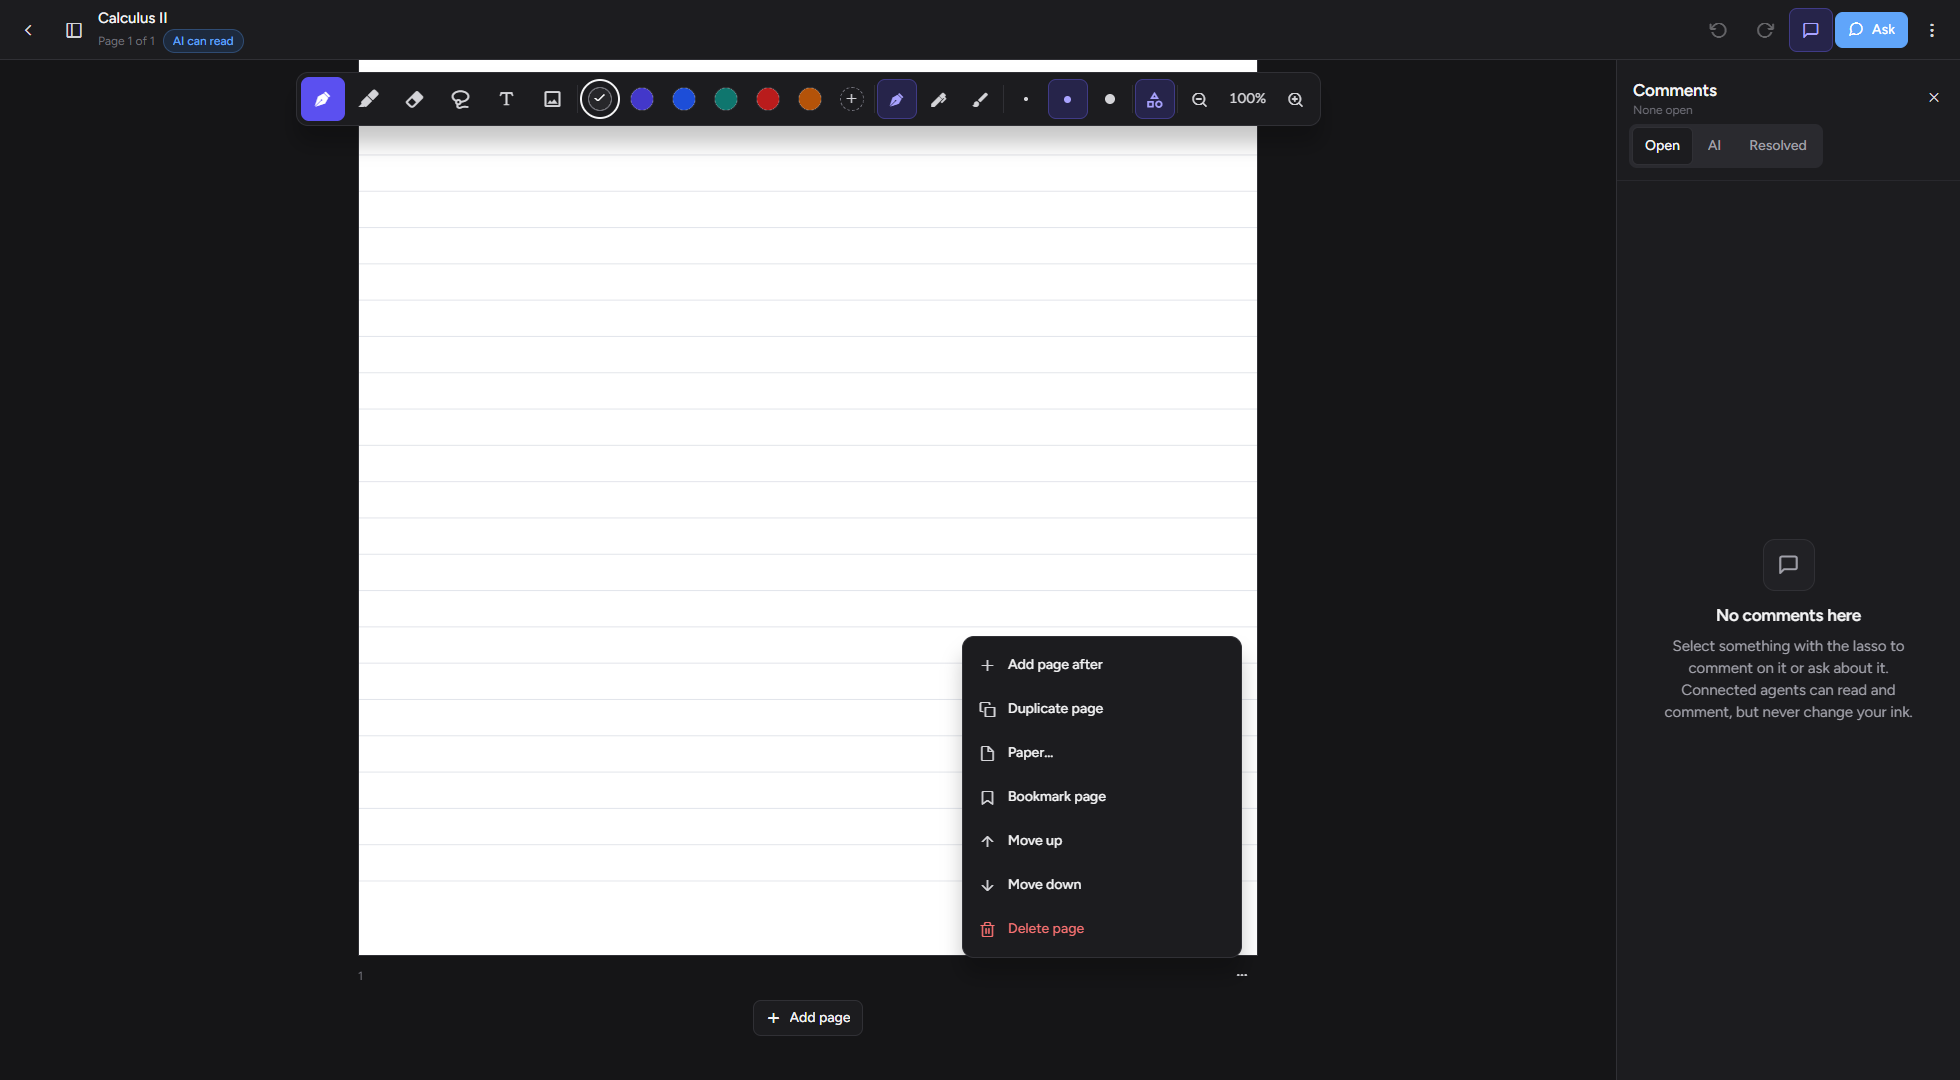 Calculus II
Page 1 of 1 AI can read
Ask
100%
Comments
None open
Open AI Resolved
No comments here
Select something with the lasso to
comment on it or ask about it.
Connected agents can read and
comment, but never change your ink.
Add page after
Duplicate page
Paper...
Bookmark page
Move up
Move down
Delete page
1
Add page